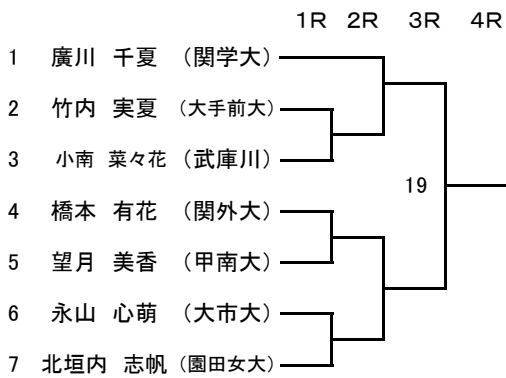 1R 2R 3R 4R
1 廣川 千夏 (関学大)
2 竹内 実夏 (大手前大)
3 小南 菜々花 (武庫川)
19
4 橋本 有花 (関外大)
5 望月 美香 (甲南大)
6 永山 心萌 (大市大)
7 北垣内 志帆 (園田女大)